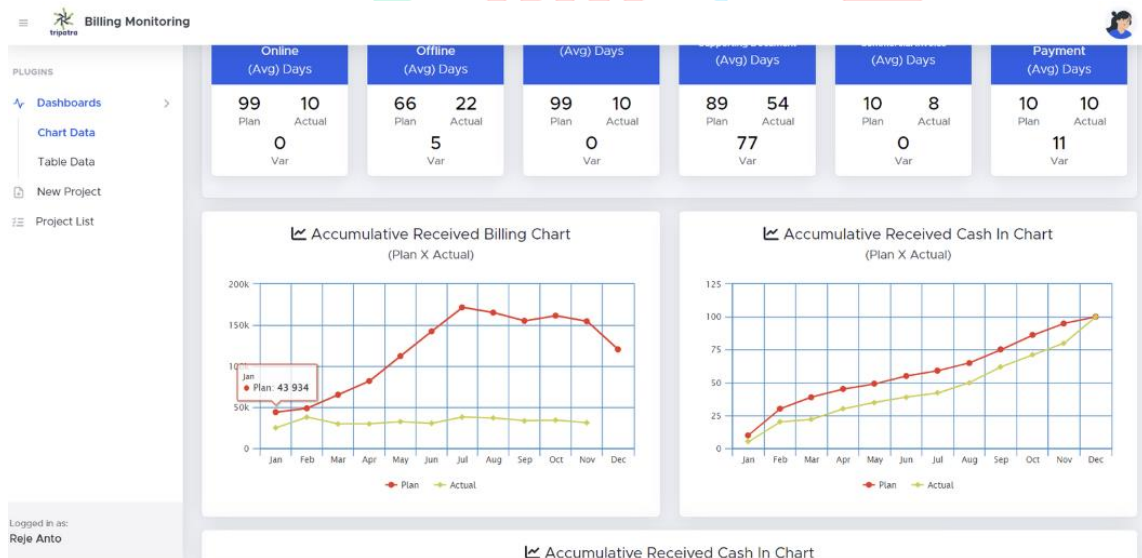 Billing Monitoring
tripatra
PLUGINS
Dashboards
Chart Data
Table Data
New Project
Project List
Logged in as:
Reje Anto
Online
(Avg) Days
99 10
Plan Actual
0
Var
Offline
(Avg) Days
66 22
Plan Actual
5
Var
(Avg) Days
99 10
Plan Actual
0
Var
Supporting Document
(Avg) Days
89 54
Plan Actual
77
Var
(Avg) Days
10 8
Plan Actual
0
Var
Payment
(Avg) Days
10 10
Plan Actual
11
Var
Accumulative Received Billing Chart
(Plan X Actual)
200k
150k
50k
0
Jan
Plan: 43 934
Jan Feb Mar Apr May Jun Jul Aug Sep Oct Nov Dec
Plan Actual
Accumulative Received Cash In Chart
(Plan X Actual)
125
100
75
50
25
0
Jan Feb Mar Apr May Jun Jul Aug Sep Oct Nov Dec
Plan Actual
Accumulative Received Cash In Chart